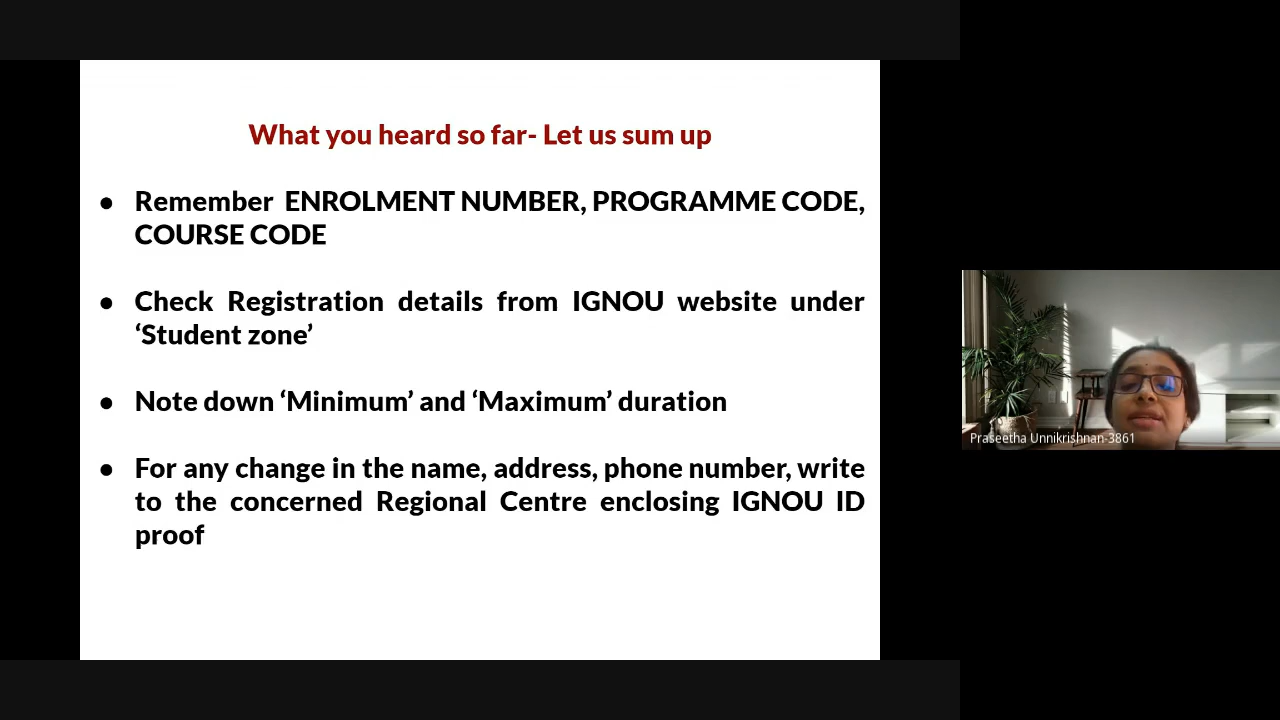 What you heard so far- Let us sum up
● Remember ENROLMENT NUMBER, PROGRAMME CODE,
COURSE CODE
● Check Registration details from IGNOU website under
‘Student zone’
● Note down ‘Minimum’ and ‘Maximum’ duration
● For any change in the name, address, phone number, write
to the concerned Regional Centre enclosing IGNOU ID
proof
Praseetha Unnikrishnan-3861